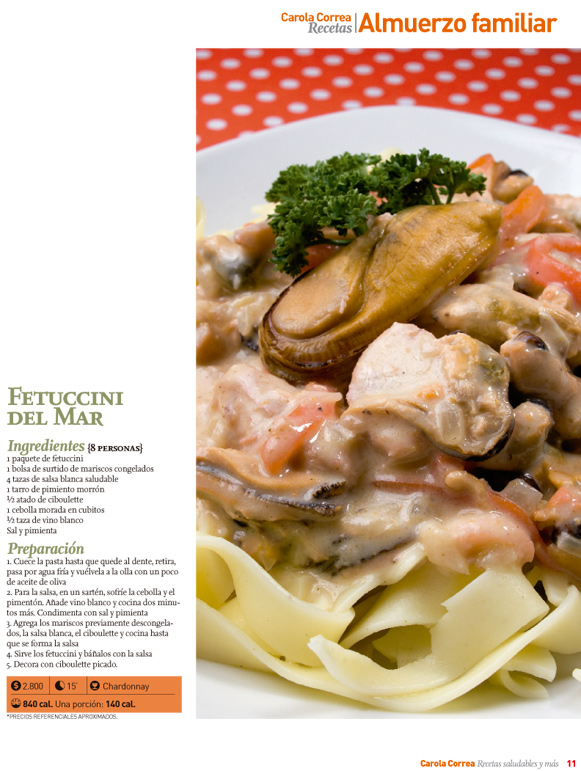 Carola Correa
Recetas
Almuerzo familiar
FETUCCINI
DEL MAR
Ingredientes {8 PERSONAS}
1 paquete de fetuccini
1 bolsa de surtido de mariscos congelados
4 tazas de salsa blanca saludable
1 tarro de pimiento morrón
½ atado de ciboulette
1 cebolla morada en cubitos
½ taza de vino blanco
Sal y pimienta
Preparación
1. Cuece la pasta hasta que quede al dente, retira,
pasa por agua fría y vuélvela a la olla con un poco
de aceite de oliva
2. Para la salsa, en un sartén, sofríe la cebolla y el
pimentón. Añade vino blanco y cocina dos minu-
tos más. Condimenta con sal y pimienta
3. Agrega los mariscos previamente descongela-
dos, la salsa blanca, el ciboulette y cocina hasta
que se forma la salsa
4. Sirve los fetuccini y báñalos con la salsa
5. Decora con ciboulette picado.
$ 2.800 15' Chardonnay
840 cal. Una porción: 140 cal.
*PRECIOS REFERENCIALES APROXIMADOS.
Carola Correa Recetas saludables y más 11